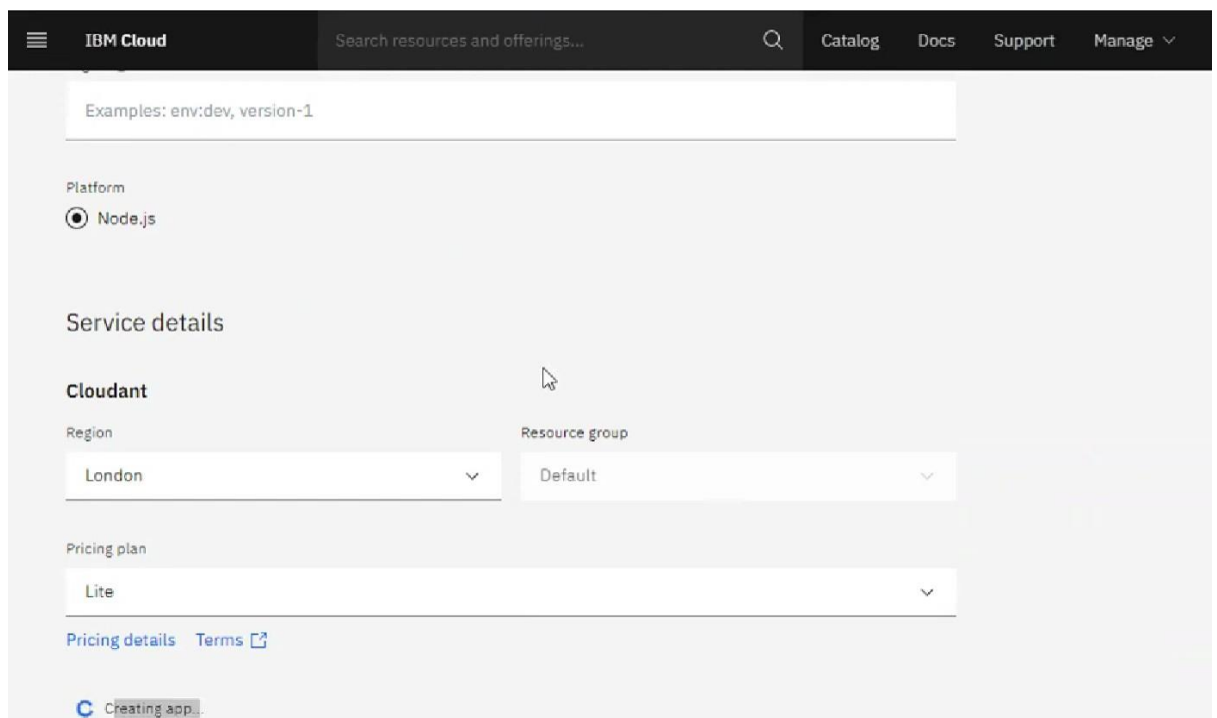 IBM Cloud Search resources and offerings... Catalog Docs Support Manage
Examples: env:dev, version-1
Platform
Node.js
Service details
Cloudant
Region Resource group
London Default
Pricing plan
Lite
Pricing details Terms
Creating app...